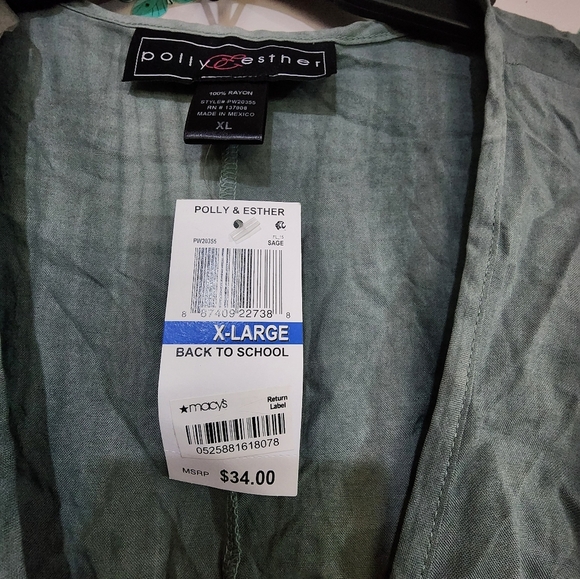 polly & esther
100% RAYON
STYLE# PW20355
RN # 137808
MADE IN MEXICO
XL
POLLY & ESTHER
PW20355
SAGE
8 87409 22738 8
X-LARGE
BACK TO SCHOOL
★macy's Return Label
0525881618078
MSRP $34.00